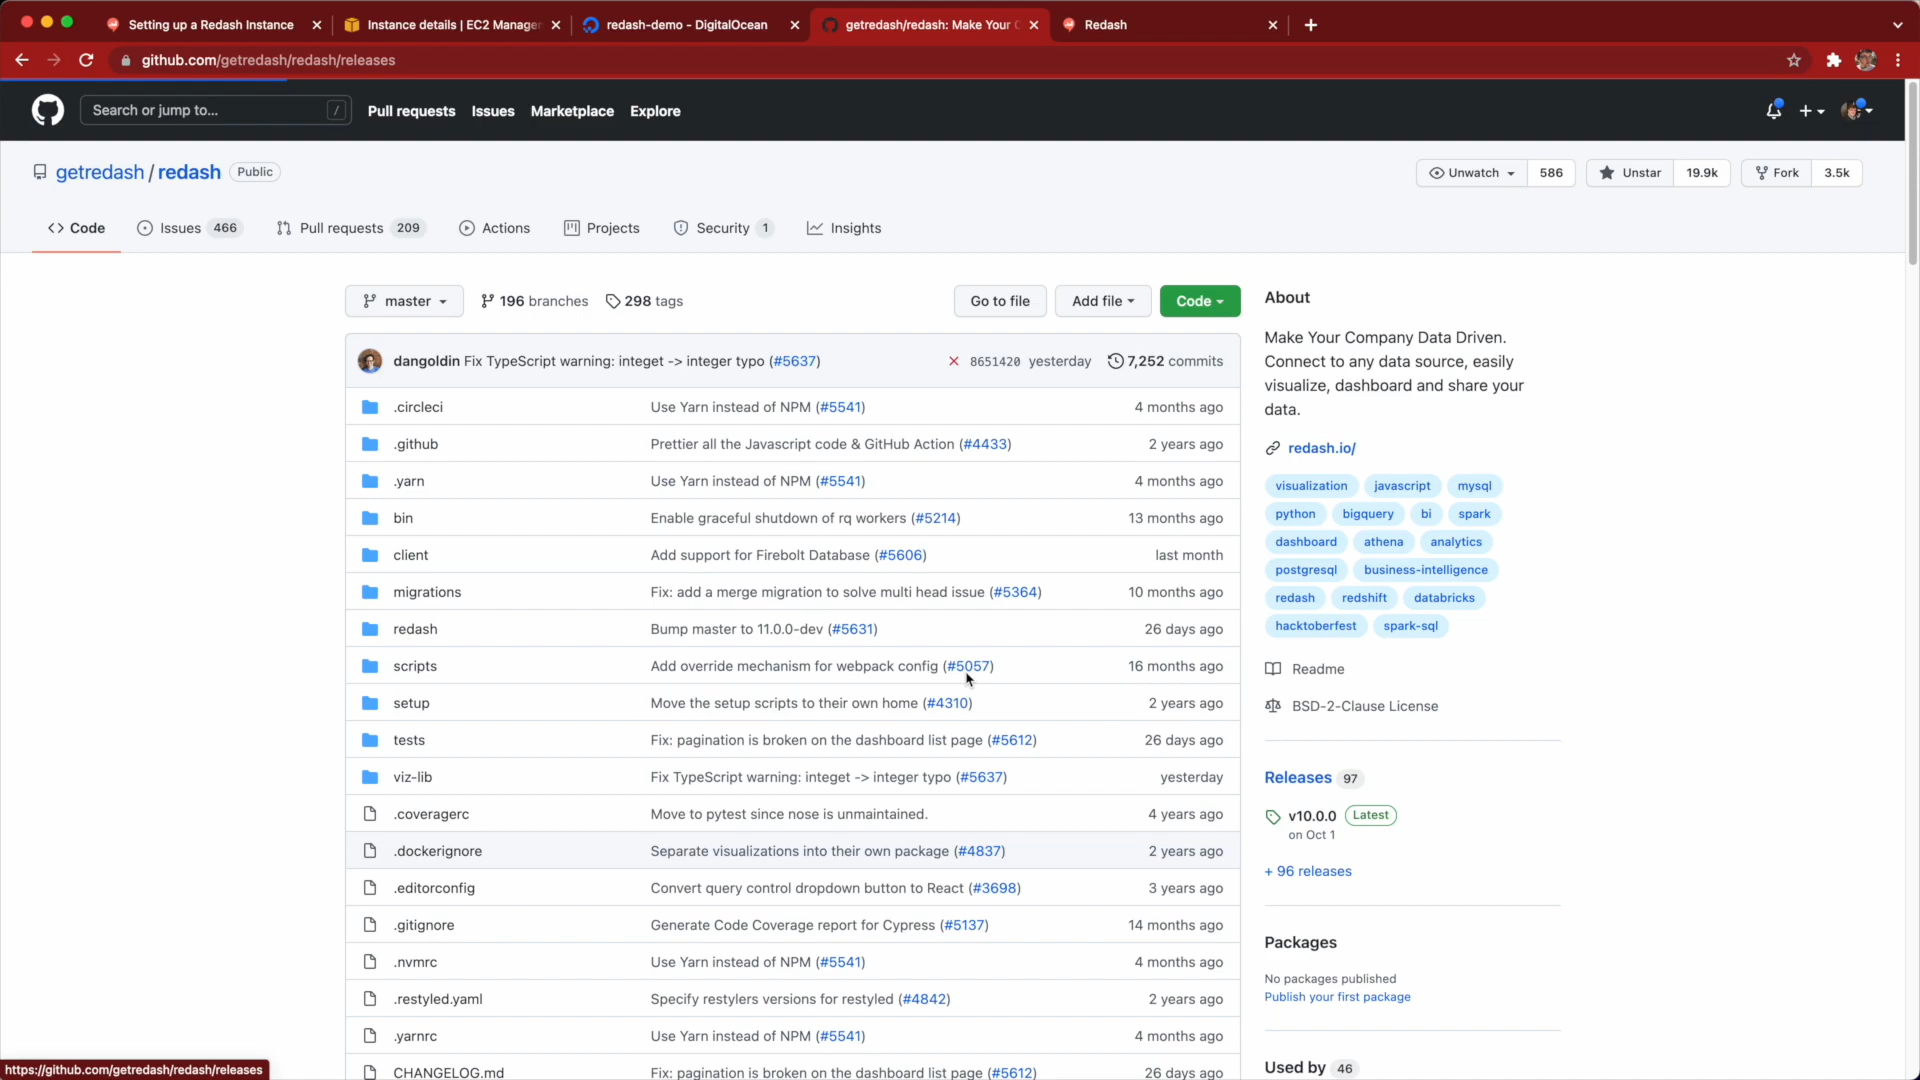 Setting up a Redash Instance
Instance details | EC2 Manage
redash-demo - DigitalOcean
getredash/redash: Make Your C
Redash
github.com/getredash/redash/releases
Search or jump to...
/
Pull requests
Issues
Marketplace
Explore
getredash / redash
Public
Unwatch
586
Unstar
19.9k
Fork
3.5k
Code
Issues 466
Pull requests 209
Actions
Projects
Security 1
Insights
master
196 branches
298 tags
Go to file
Add file
Code
About
Make Your Company Data Driven.
Connect to any data source, easily
visualize, dashboard and share your
data.
dangoldin Fix TypeScript warning: integet -> integer typo (#5637)
8651420 yesterday
7,252 commits
.circleci Use Yarn instead of NPM (#5541) 4 months ago
.github Prettier all the Javascript code & GitHub Action (#4433) 2 years ago
.yarn Use Yarn instead of NPM (#5541) 4 months ago
bin Enable graceful shutdown of rq workers (#5214) 13 months ago
client Add support for Firebolt Database (#5606) last month
migrations Fix: add a merge migration to solve multi head issue (#5364) 10 months ago
redash Bump master to 11.0.0-dev (#5631) 26 days ago
scripts Add override mechanism for webpack config (#5057) 16 months ago
setup Move the setup scripts to their own home (#4310) 2 years ago
tests Fix: pagination is broken on the dashboard list page (#5612) 26 days ago
viz-lib Fix TypeScript warning: integet -> integer typo (#5637) yesterday
.coveragerc Move to pytest since nose is unmaintained. 4 years ago
.dockerignore Separate visualizations into their own package (#4837) 2 years ago
.editorconfig Convert query control dropdown button to React (#3698) 3 years ago
.gitignore Generate Code Coverage report for Cypress (#5137) 14 months ago
.nvmrc Use Yarn instead of NPM (#5541) 4 months ago
.restyled.yaml Specify restylers versions for restyled (#4842) 2 years ago
.yarnrc Use Yarn instead of NPM (#5541) 4 months ago
CHANGELOG.md Fix: pagination is broken on the dashboard list page (#5612) 26 days ago
redash.io/
visualization javascript mysql
python bigquery bi spark
dashboard athena analytics
postgresql business-intelligence
redash redshift databricks
hacktoberfest spark-sql
Readme
BSD-2-Clause License
Releases 97
v10.0.0 Latest
on Oct 1
+ 96 releases
Packages
No packages published
Publish your first package
Used by 46
https://github.com/getredash/redash/releases